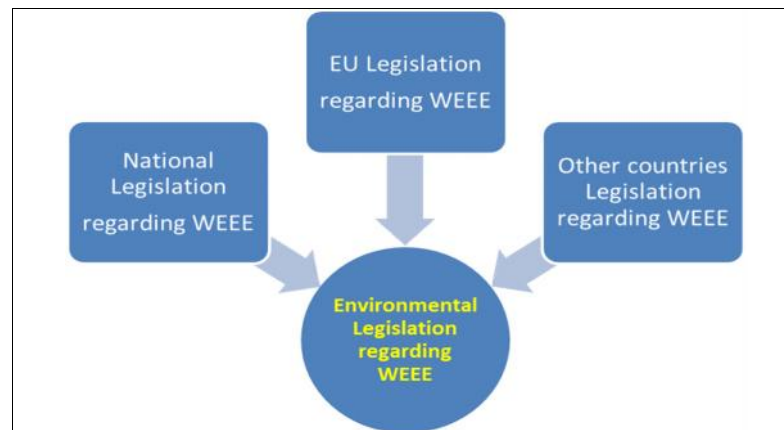 EU Legislation
regarding WEEE
National
Legislation
regarding WEEE
Other countries
Legislation
regarding WEEE
Environmental
Legislation
regarding
WEEE